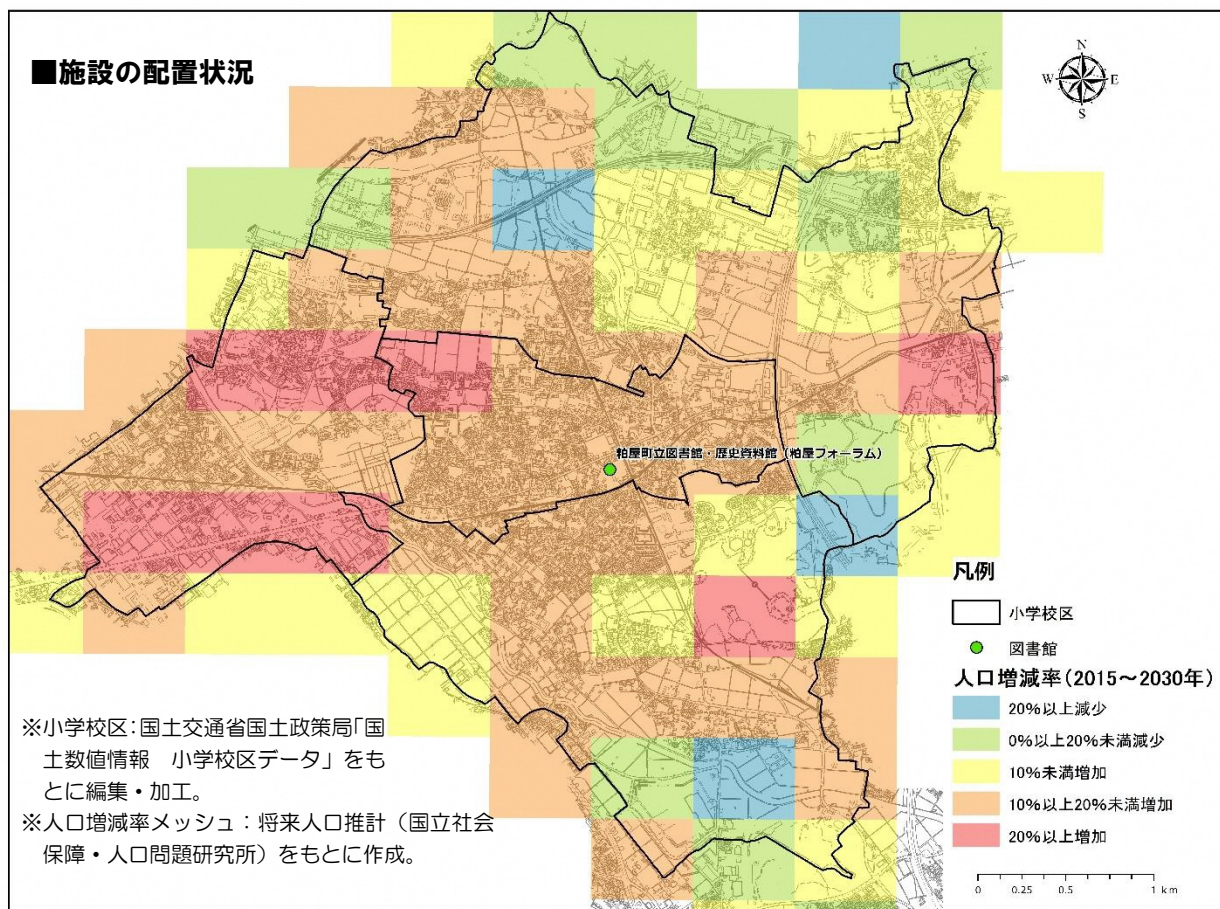 ■施設の配置状況
N
W E
S
粕屋町立図書館・歴史資料館（粕屋フォーラム）
凡例
小学校区
図書館
人口増減率(2015～2030年)
20%以上減少
0%以上20%未満減少
10%未満増加
10%以上20%未満増加
20%以上増加
0 0.25 0.5 1 km
※小学校区：国土交通省国土政策局「国
土数値情報　小学校区データ」をも
とに編集・加工。
※人口増減率メッシュ：将来人口推計（国立社会
保障・人口問題研究所）をもとに作成。